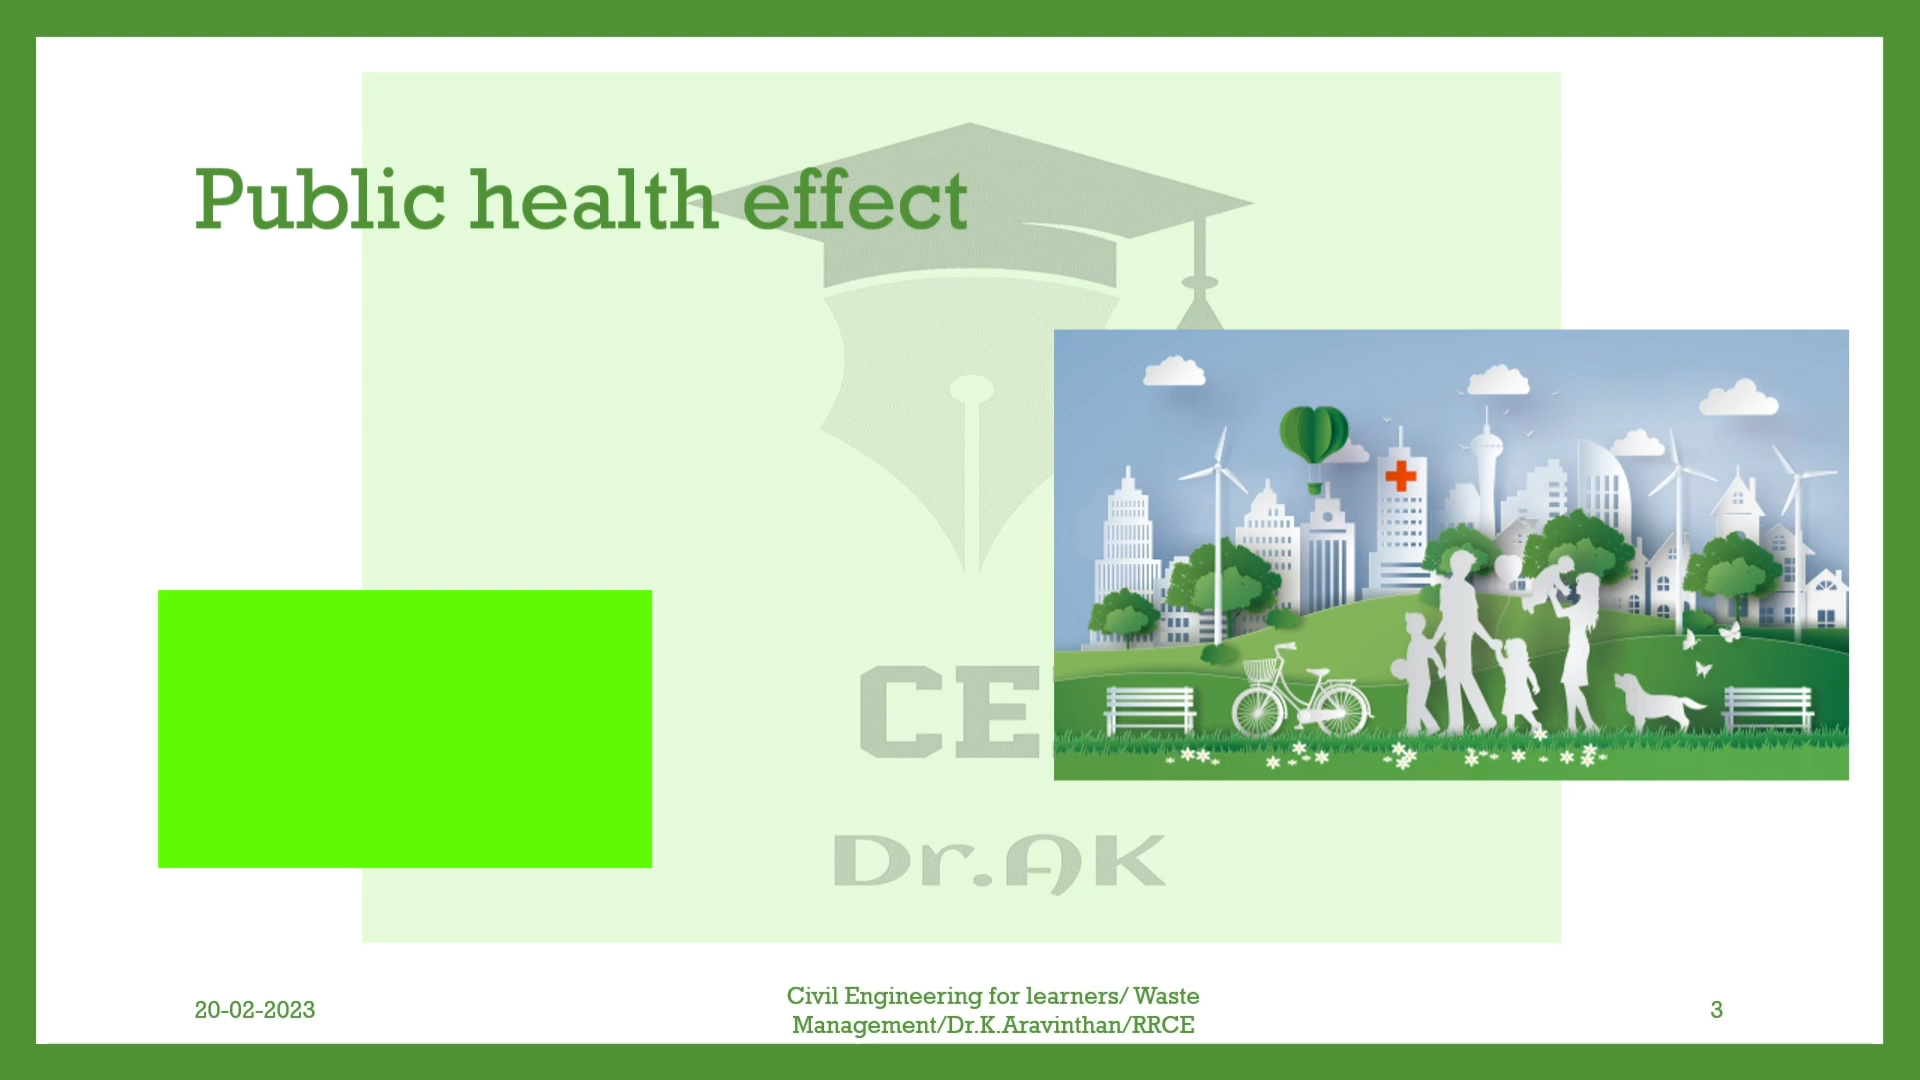 Public health effect
CE
Dr.AK
20-02-2023
Civil Engineering for learners/ Waste
Management/Dr.K.Aravinthan/RRCE
3